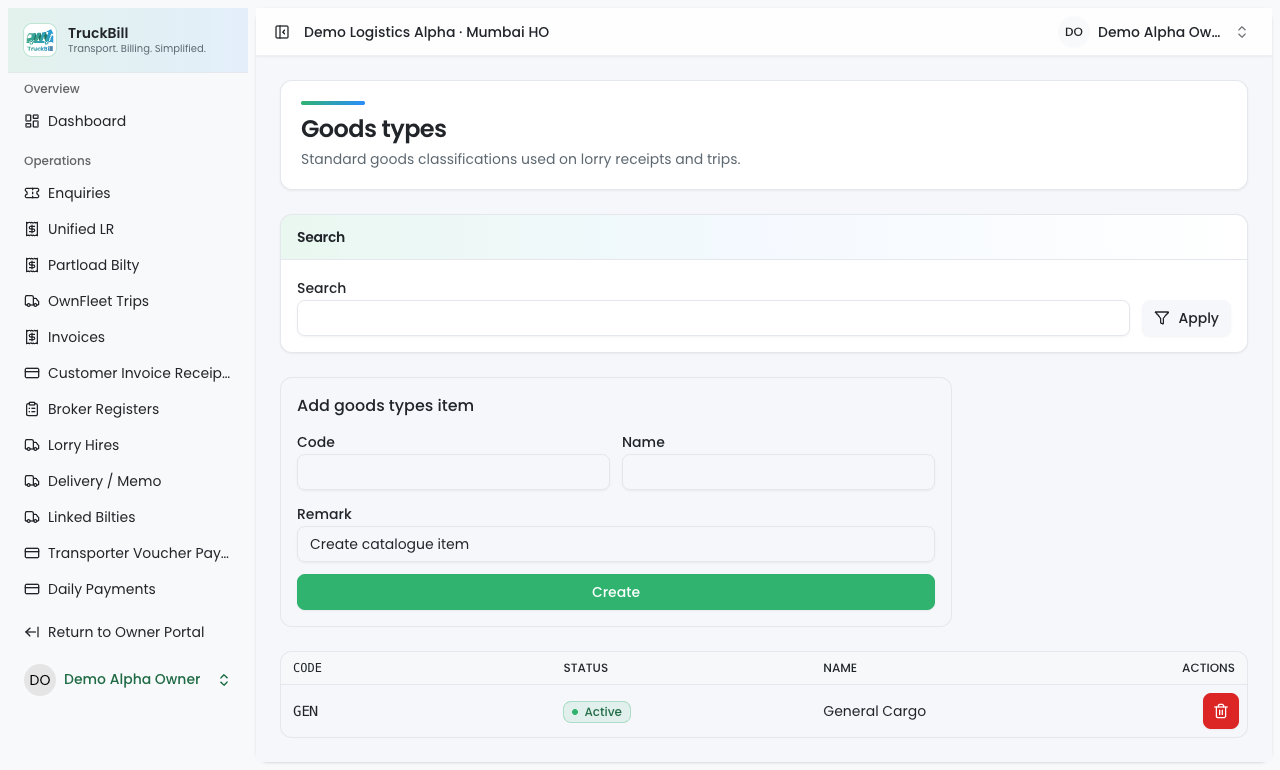 TruckBill
Transport. Billing. Simplified.
Overview
Dashboard
Operations
Enquiries
Unified LR
Partload Bilty
OwnFleet Trips
Invoices
Customer Invoice Receip...
Broker Registers
Lorry Hires
Delivery / Memo
Linked Bilties
Transporter Voucher Pay...
Daily Payments
Return to Owner Portal
DO Demo Alpha Owner
Demo Logistics Alpha · Mumbai HO
DO Demo Alpha Ow...
Goods types
Standard goods classifications used on lorry receipts and trips.
Search
Search
Apply
Add goods types item
Code Name
Remark
Create catalogue item
Create
CODE STATUS NAME ACTIONS
GEN Active General Cargo